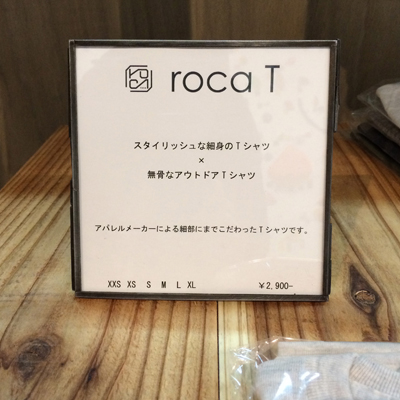 roca T
スタイリッシュな細身のTシャツ
×
無骨なアウトドアTシャツ
アパレルメーカーによる細部にまでこだわったTシャツです。
XXS XS S M L XL ¥2,900-